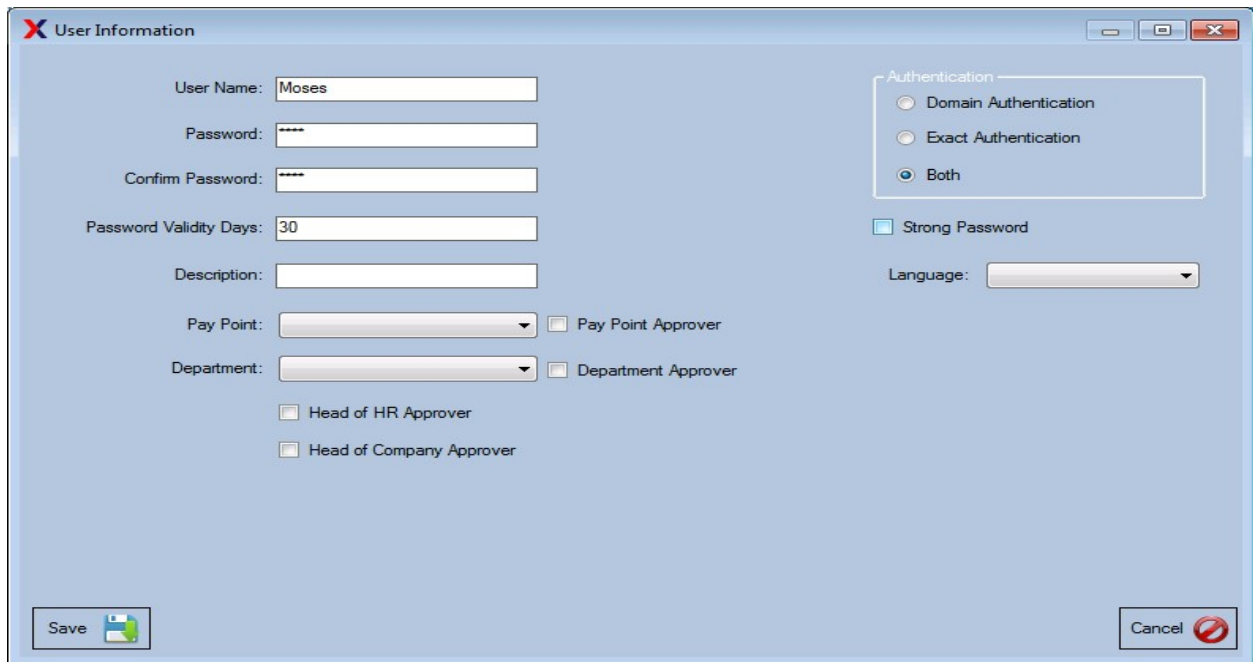 User Information
User Name: Moses
Password: ****
Confirm Password: ****
Password Validity Days: 30
Description:
Pay Point:
Pay Point Approver
Department:
Department Approver
Head of HR Approver
Head of Company Approver
Authentication
Domain Authentication
Exact Authentication
Both
Strong Password
Language:
Save
Cancel